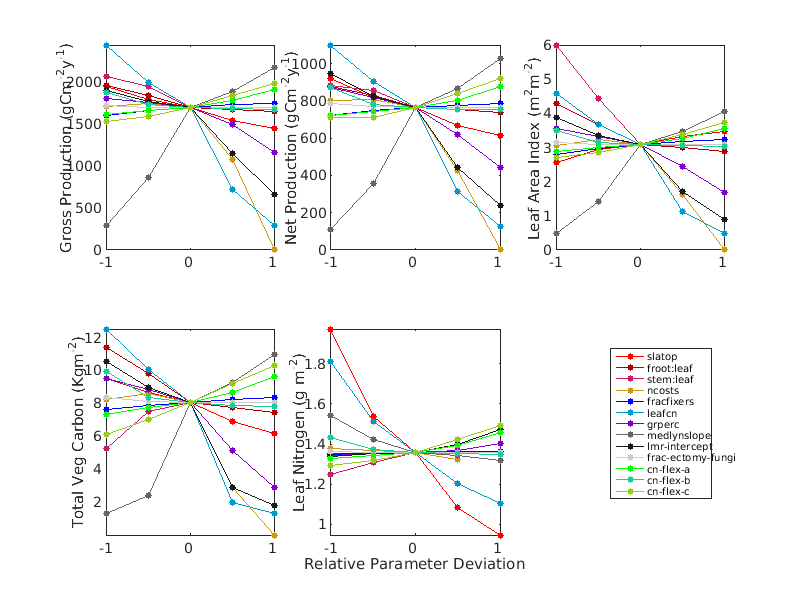 Gross Production (gCm-2y-1)
2000
1500
1000
500
0
-1 0 1
Net Production (gCm-2y-1)
1000
800
600
400
200
0
-1 0 1
Leaf Area Index (m2m-2)
6
5
4
3
2
1
0
-1 0 1
Total Veg Carbon (Kgm-2)
12
10
8
6
4
2
-1 0 1
Leaf Nitrogen (g m-2)
1.8
1.6
1.4
1.2
1
-1 0 1
Relative Parameter Deviation
slatop
froot:leaf
stem:leaf
ncosts
fracfixers
leafcn
grperc
medlynslope
lmr-intercept
frac-ectomy-fungi
cn-flex-a
cn-flex-b
cn-flex-c